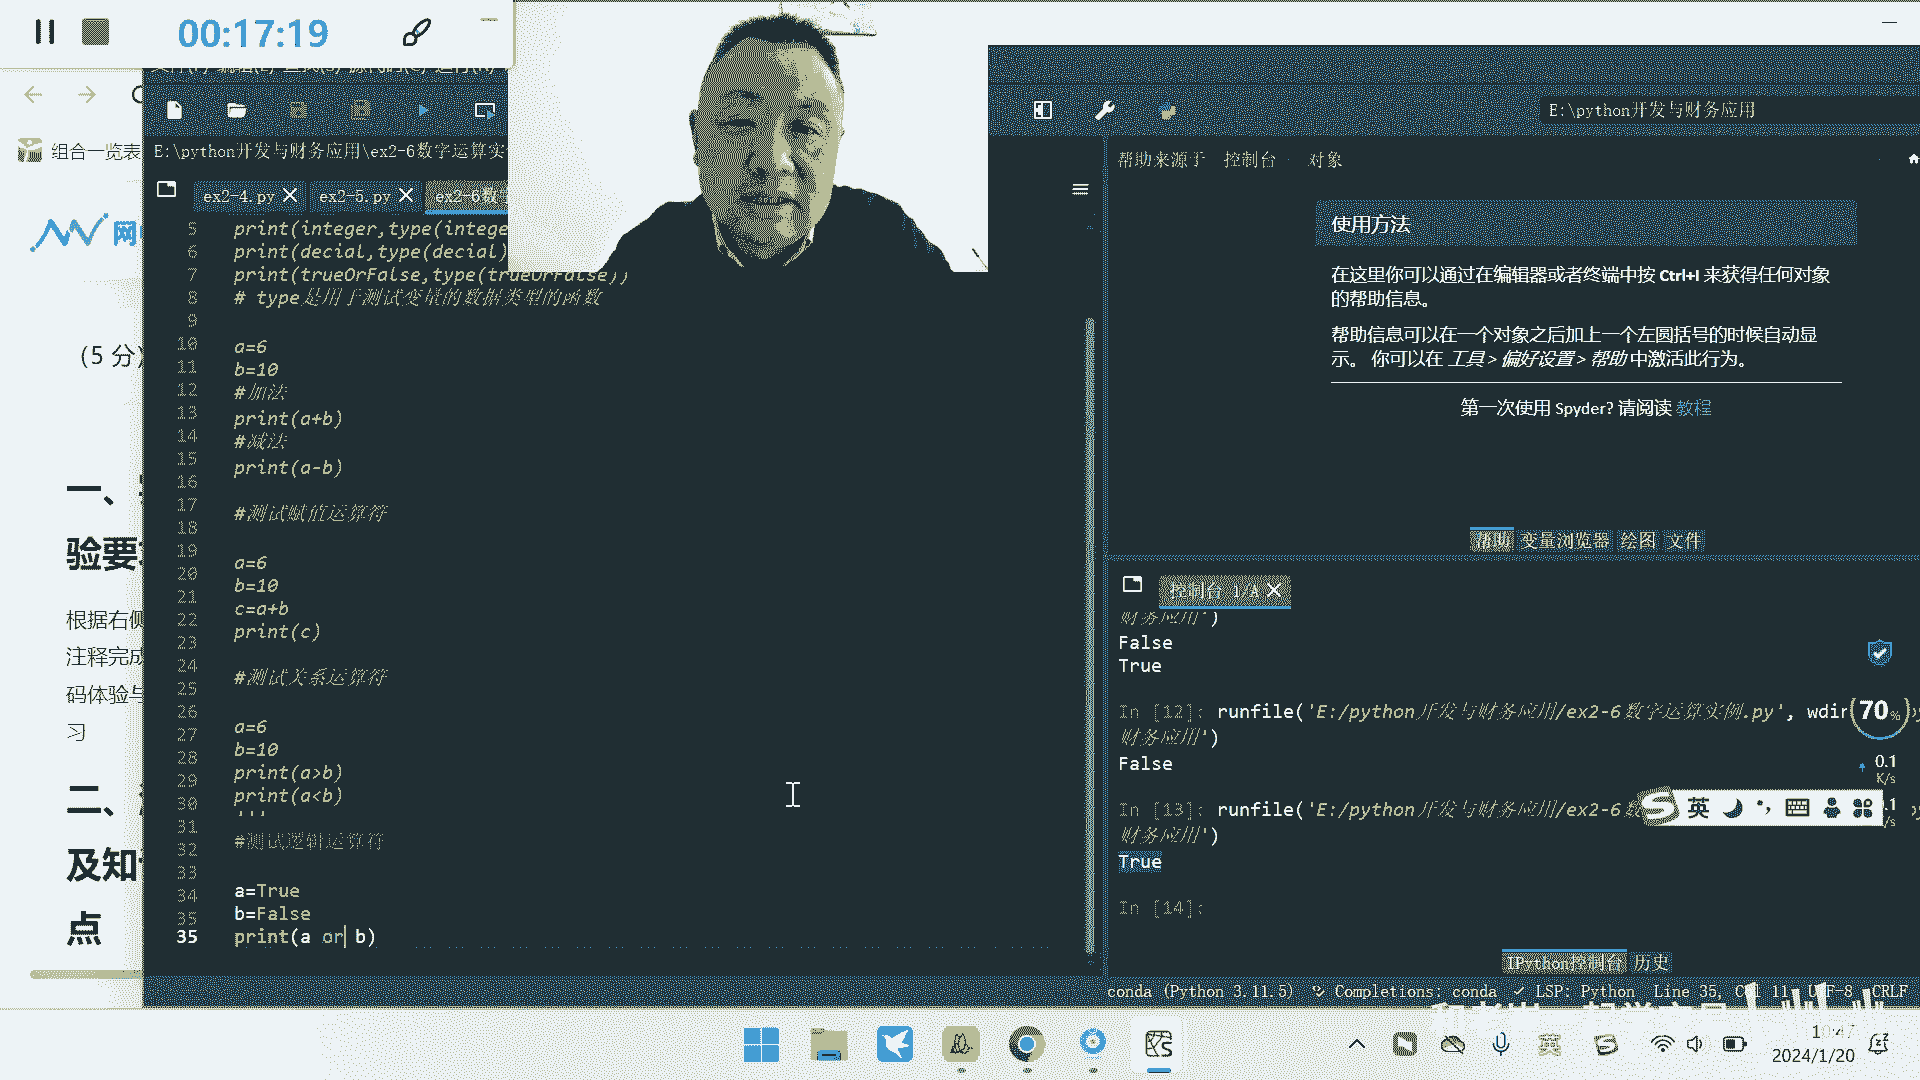 00:17:19
E:\python开发与财务应用
组合一览表
E:\python开发与财务应用\ex2-6数字运算实
帮助来源于 控制台 对象
ex2-4.py
ex2-5.py
ex2-6数
网
使用方法
5 print(integer,type(intege
6 print(decial,type(decial)
7 print(trueOrFalse,type(trueOrFalse))
8 # type是用于测试变量的数据类型的函数
9
10 a=6
11 b=10
12 #加法
13 print(a+b)
14 #减法
15 print(a-b)
16
17 #测试赋值运算符
18
19 a=6
20 b=10
21 c=a+b
22 print(c)
23
24 #测试关系运算符
25
26 a=6
27 b=10
28 print(a>b)
29 print(a<b)
30 '''
31 #测试逻辑运算符
32
33 a=True
34 b=False
35 print(a or b)
在这里你可以通过在编辑器或者终端中按 Ctrl+I 来获得任何对象
的帮助信息。
帮助信息可以在一个对象之后加上一个左圆括号的时候自动显
示。 你可以在 工具 > 偏好设置 > 帮助 中激活此行为。
第一次使用 Spyder? 请阅读 教程
帮助 变量浏览器 绘图 文件
(5 分)
一、
验要
根据右侧
注释完成
码体验与
习
二、
及知
点
控制台 1/A
财务应用')
False
True
In [12]: runfile('E:/python开发与财务应用/ex2-6数字运算实例.py', wdir
财务应用')
False
In [13]: runfile('E:/python开发与财务应用/ex2-6数
财务应用')
True
In [14]:
70%
0.1
K/s
英
IPython控制台 历史
conda (Python 3.11.5) Completions: conda LSP: Python Line 35, Col 11 UTF-8 CRLF
10:47
2024/1/20